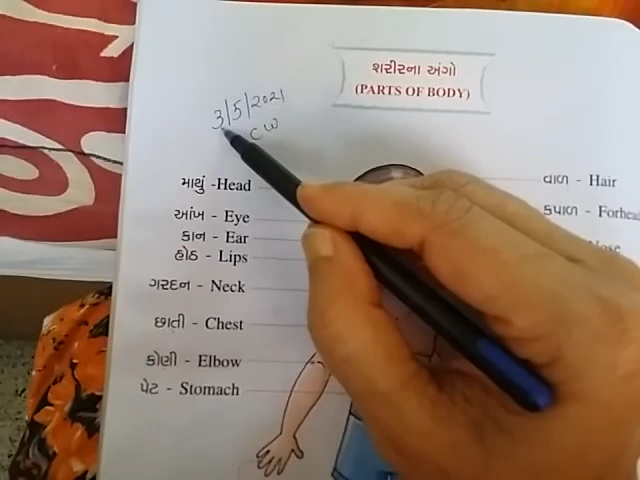 શરીરના અંગો
(PARTS OF BODY)
3/5/2021
CW
માથું -Head
આંખ - Eye
કાન - Ear
હોઠ - Lips
ગરદન - Neck
છાતી - Chest
કોણી - Elbow
પેટ - Stomach
વાળ - Hair
કપાળ - Forhea
Nose